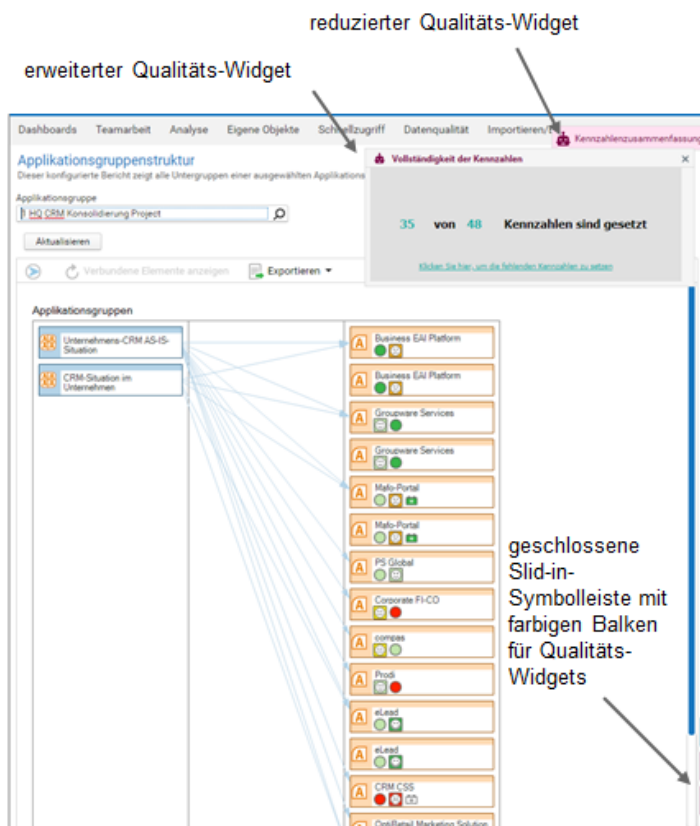 reduzierter Qualitäts-Widget
erweiterter Qualitäts-Widget
Dashboards Teamarbeit Analyse Eigene Objekte Schnellzugriff Datenqualität Importieren/
Kennzahlenzusammenfassung
Applikationsgruppenstruktur
Dieser konfigurierte Bericht zeigt alle Untergruppen einer ausgewählten Applikations
Vollständigkeit der Kennzahlen
Applikationsgruppe
HQ CRM Konsolidierung Project
35 von 48 Kennzahlen sind gesetzt
Aktualisieren
Klicken Sie hier, um die fehlenden Kennzahlen zu setzen
Verbundene Elemente anzeigen Exportieren
Applikationsgruppen
Unternehmens-CRM AS-IS-
Situation
CRM-Situation im
Unternehmen
Business EAI Platform
Business EAI Platform
Groupware Services
Groupware Services
Mafo-Portal
Mafo-Portal
PS Global
Corporate FI-CO
compas
Prodi
eLead
eLead
CRM CSS
OptiRetail Marketing Solution
geschlossene
Slid-in-
Symbolleiste mit
farbigen Balken
für Qualitäts-
Widgets